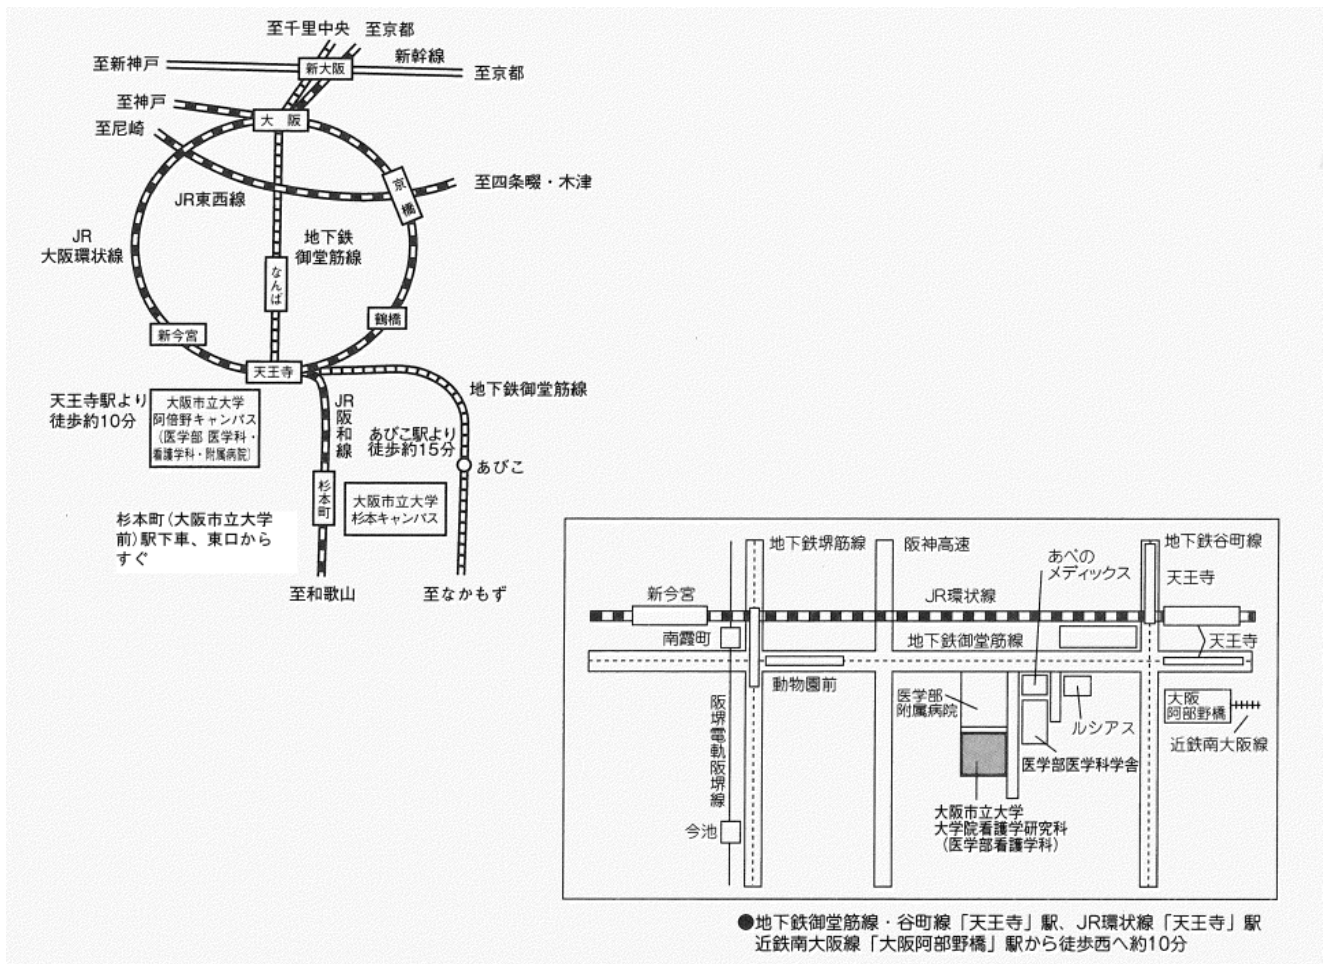 至千里中央
至京都
至新神戸
新幹線
新大阪
至京都
至神戸
大阪
至尼崎
京橋
至四条畷・木津
JR東西線
JR
大阪環状線
地下鉄
御堂筋線
なんば
鶴橋
新今宮
天王寺
地下鉄御堂筋線
天王寺駅より
徒歩約10分
大阪市立大学
阿倍野キャンパス
(医学部 医学科・
看護学科・附属病院)
JR阪和線
あびこ駅より
徒歩約15分
あびこ
杉本町
大阪市立大学
杉本キャンパス
杉本町(大阪市立大学
前)駅下車、東口から
すぐ
至和歌山
至なかもず
地下鉄堺筋線
阪神高速
あべの
メディックス
地下鉄谷町線
天王寺
新今宮
JR環状線
南霞町
地下鉄御堂筋線
天王寺
動物園前
医学部
附属病院
大阪
阿部野橋
ルシアス
近鉄南大阪線
阪堺電軌阪堺線
医学部医学科学舎
今池
大阪市立大学
大学院看護学研究科
(医学部看護学科)
●地下鉄御堂筋線・谷町線「天王寺」駅、JR環状線「天王寺」駅
近鉄南大阪線「大阪阿部野橋」駅から徒歩西へ約10分